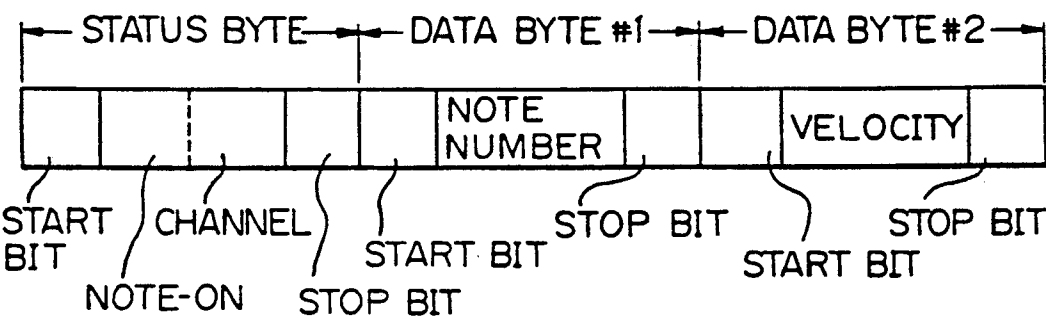 STATUS BYTE DATA BYTE #1 DATA BYTE #2
NOTE
NUMBER
VELOCITY
START
BIT
NOTE-ON
CHANNEL
STOP BIT
START BIT
STOP BIT
START BIT
STOP BIT